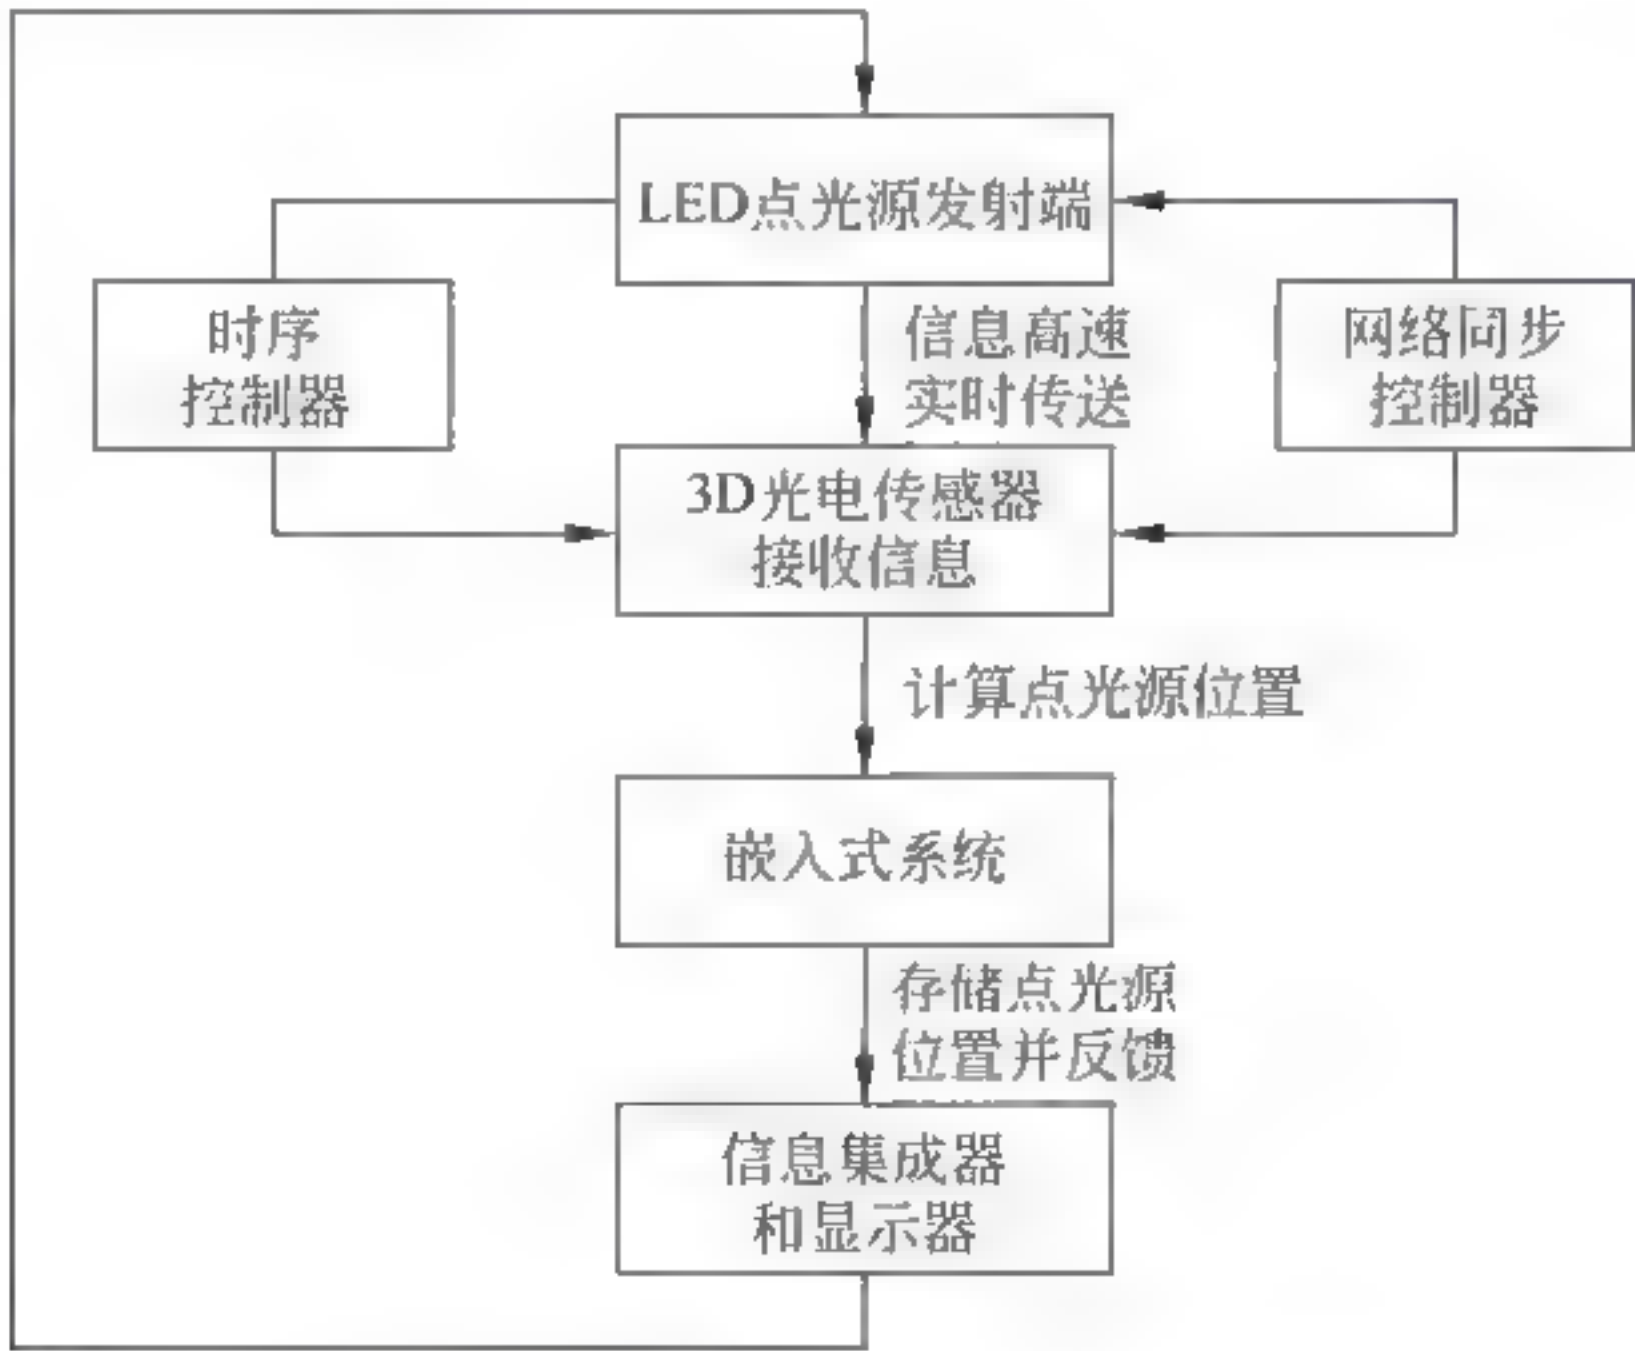 LED点光源发射端
时序
控制器
信息高速
实时传送
网络同步
控制器
3D光电传感器
接收信息
计算点光源位置
嵌入式系统
存储点光源
位置并反馈
信息集成器
和显示器